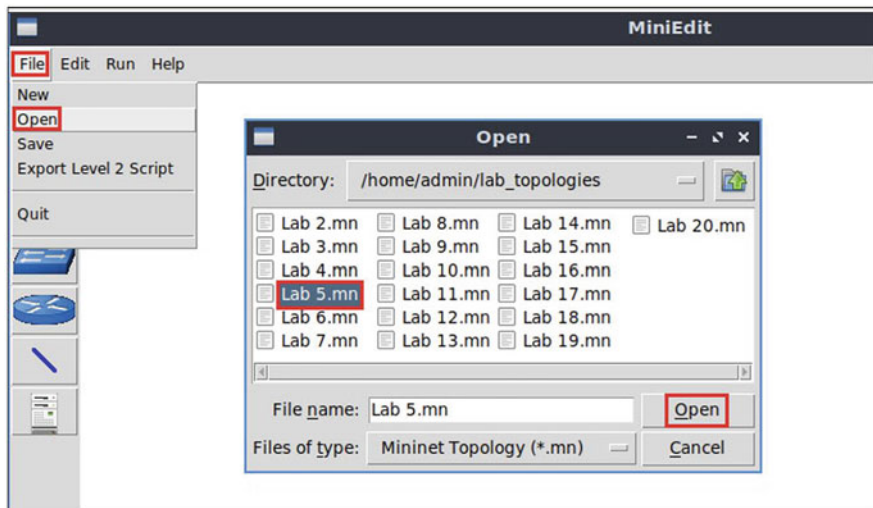 MiniEdit
File Edit Run Help
New
Open
Save
Export Level 2 Script
Quit
Open
Directory: /home/admin/lab_topologies
Lab 2.mn Lab 8.mn Lab 14.mn Lab 20.mn
Lab 3.mn Lab 9.mn Lab 15.mn
Lab 4.mn Lab 10.mn Lab 16.mn
Lab 5.mn Lab 11.mn Lab 17.mn
Lab 6.mn Lab 12.mn Lab 18.mn
Lab 7.mn Lab 13.mn Lab 19.mn
File name: Lab 5.mn Open
Files of type: Mininet Topology (*.mn) Cancel